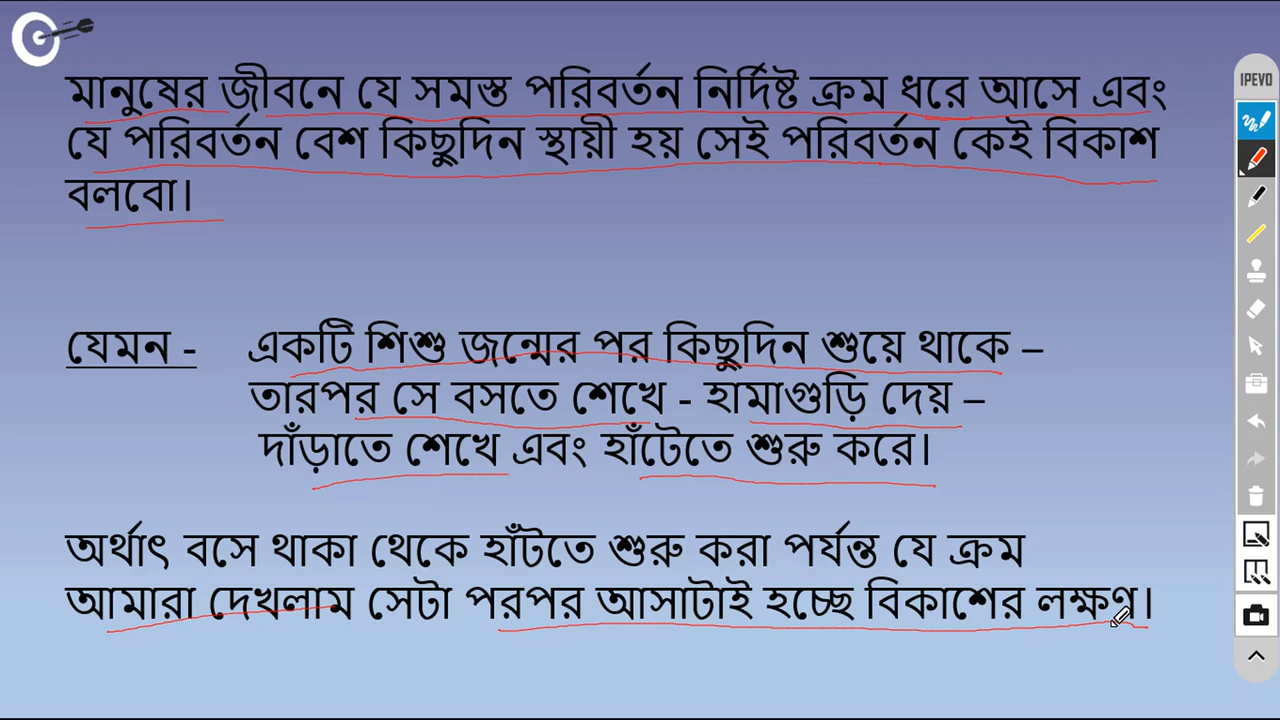 মানুষের জীবনে যে সমস্ত পরিবর্তন নির্দিষ্ট ক্রম ধরে আসে এবং
যে পরিবর্তন বেশ কিছুদিন স্থায়ী হয় সেই পরিবর্তন কেই বিকাশ
বলবো।
যেমন - একটি শিশু জন্মের পর কিছুদিন শুয়ে থাকে –
তারপর সে বসতে শেখে - হামাগুড়ি দেয় –
দাঁড়াতে শেখে এবং হাঁটেতে শুরু করে।
অর্থাৎ বসে থাকা থেকে হাঁটতে শুরু করা পর্যন্ত যে ক্রম
আমারা দেখলাম সেটা পরপর আসাটাই হচ্ছে বিকাশের লক্ষণ।
IPEVO